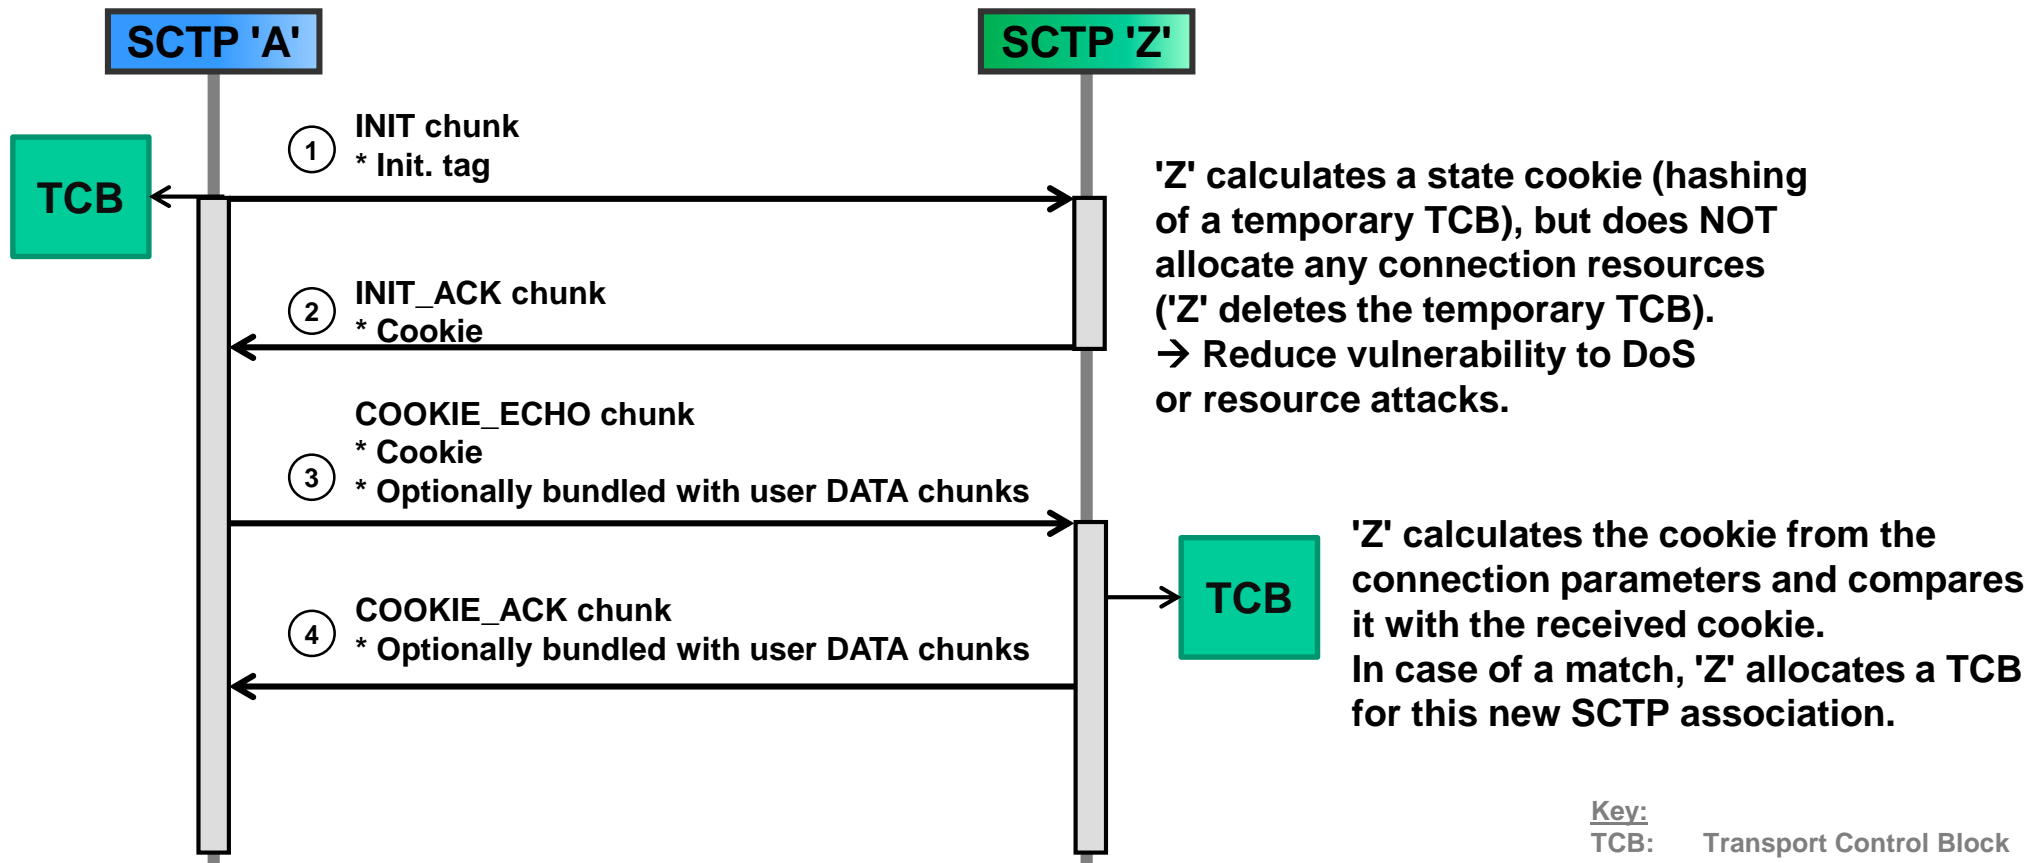 SCTP 'A'
SCTP 'Z'
TCB
1
INIT chunk
* Init. tag
'Z' calculates a state cookie (hashing
of a temporary TCB), but does NOT
allocate any connection resources
('Z' deletes the temporary TCB).
→ Reduce vulnerability to DoS
or resource attacks.
2
INIT_ACK chunk
* Cookie
3
COOKIE_ECHO chunk
* Cookie
* Optionally bundled with user DATA chunks
TCB
'Z' calculates the cookie from the
connection parameters and compares
it with the received cookie.
In case of a match, 'Z' allocates a TCB
for this new SCTP association.
4
COOKIE_ACK chunk
* Optionally bundled with user DATA chunks
Key:
TCB: Transport Control Block